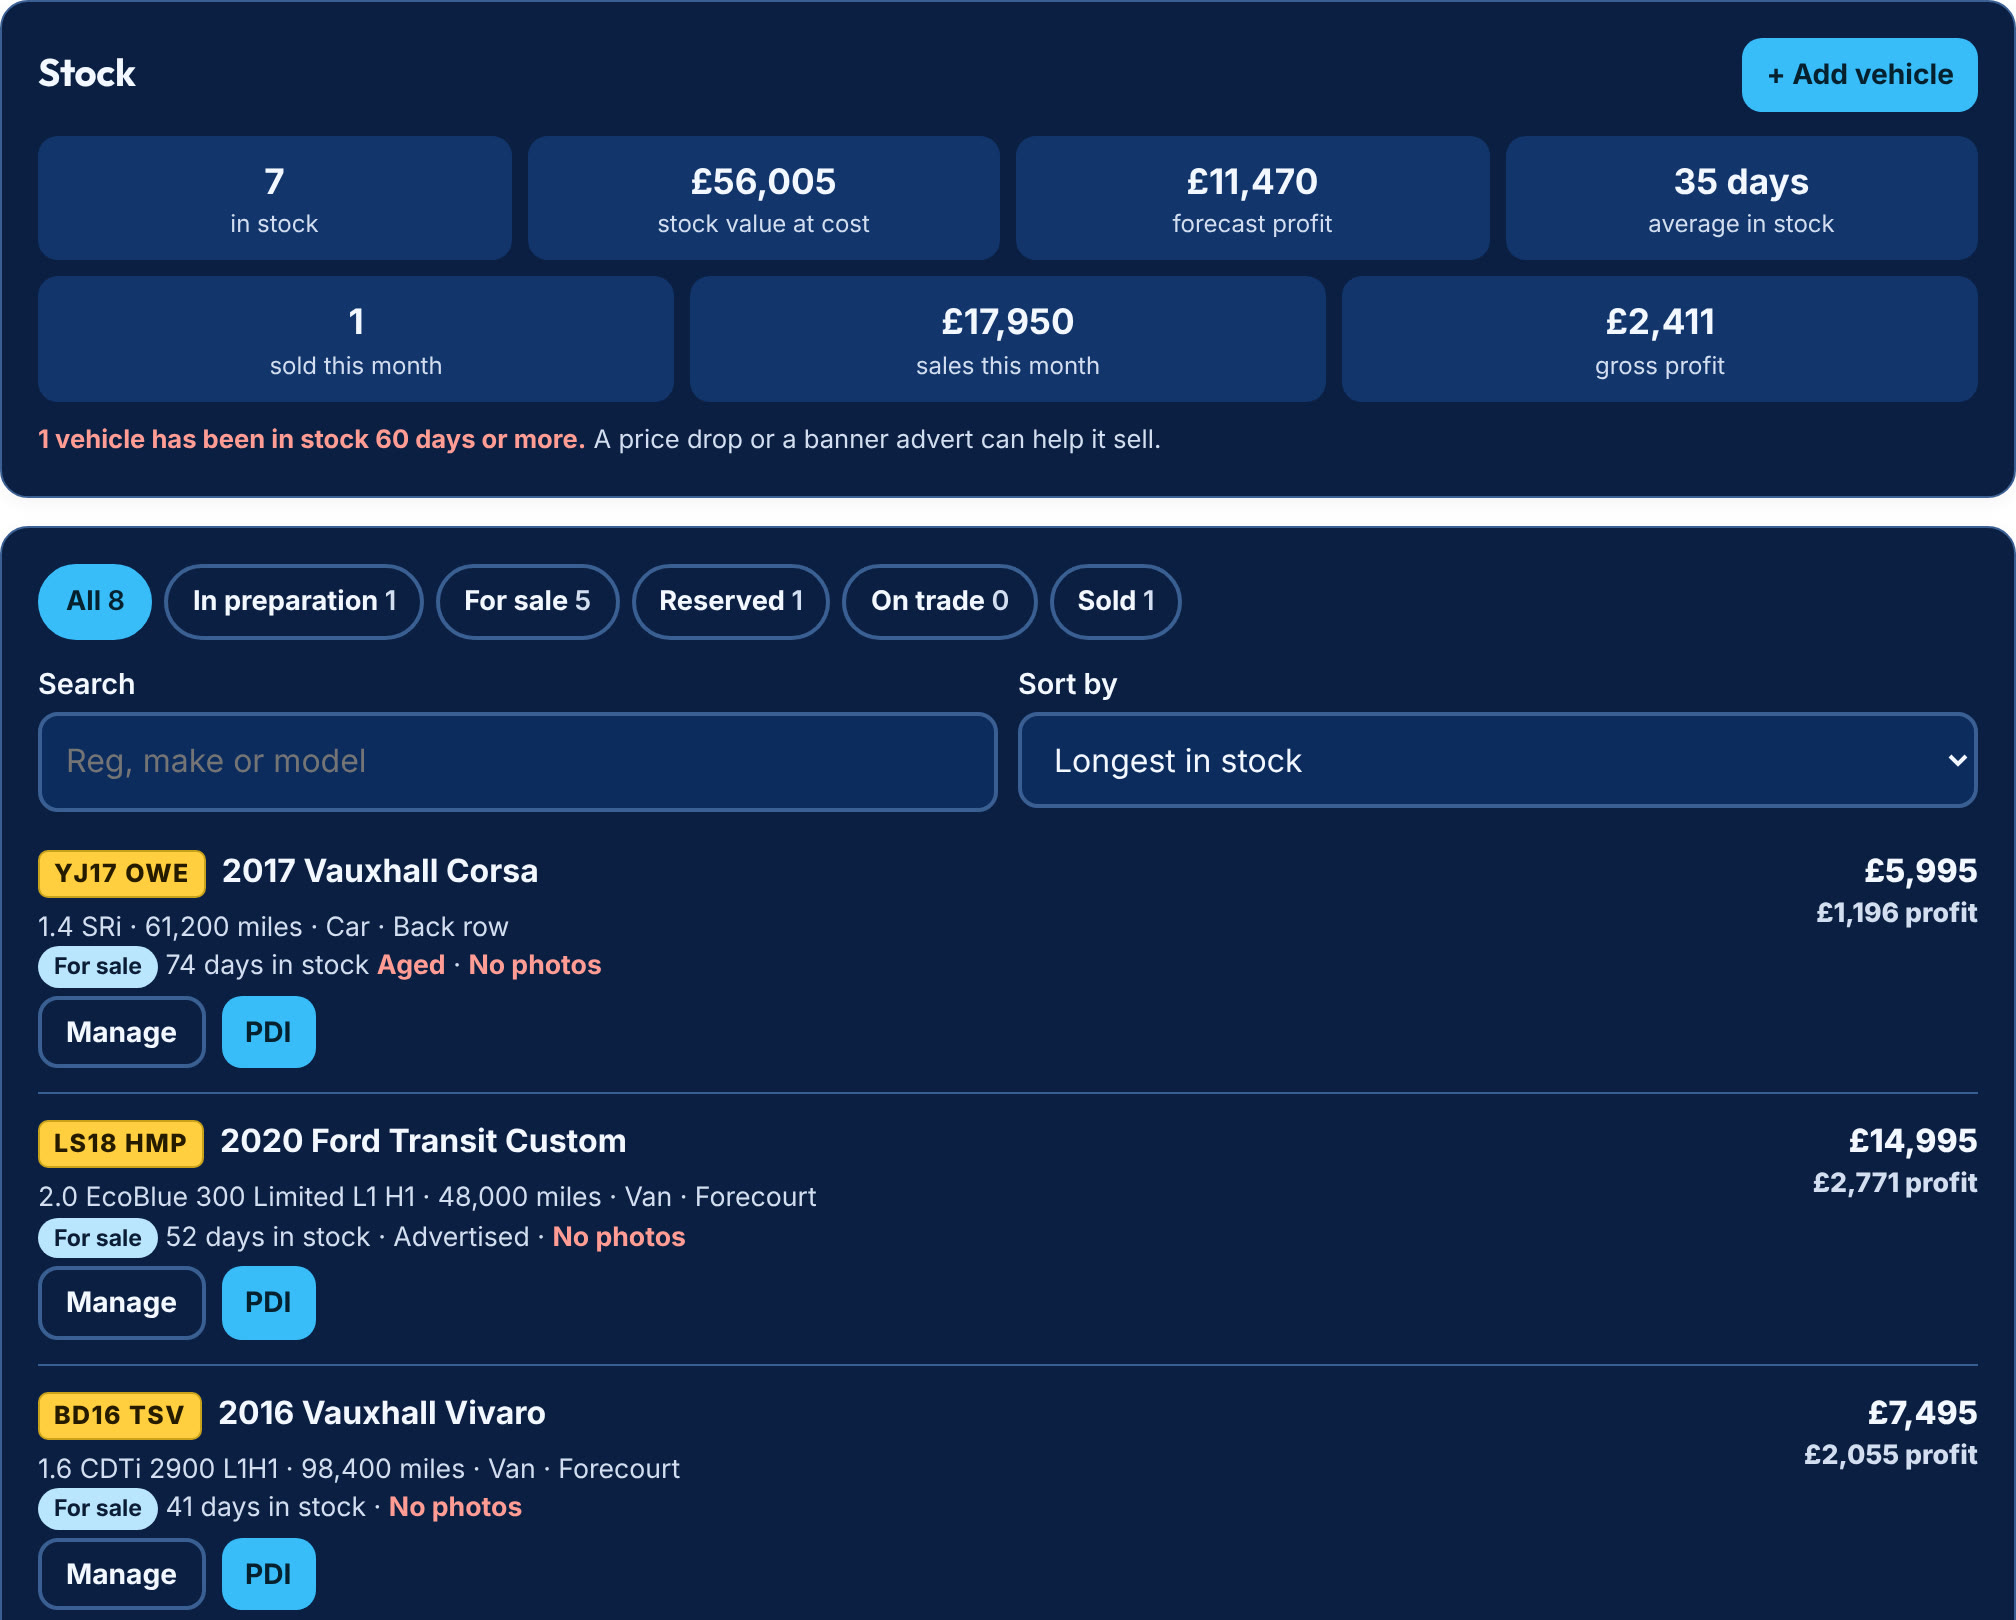 Stock
+ Add vehicle
7
in stock
£56,005
stock value at cost
£11,470
forecast profit
35 days
average in stock
1
sold this month
£17,950
sales this month
£2,411
gross profit
1 vehicle has been in stock 60 days or more. A price drop or a banner advert can help it sell.
All 8
In preparation 1
For sale 5
Reserved 1
On trade 0
Sold 1
Search
Reg, make or model
Sort by
Longest in stock
YJ17 OWE 2017 Vauxhall Corsa
£5,995
£1,196 profit
1.4 SRi · 61,200 miles · Car · Back row
For sale 74 days in stock Aged · No photos
Manage
PDI
LS18 HMP 2020 Ford Transit Custom
£14,995
£2,771 profit
2.0 EcoBlue 300 Limited L1 H1 · 48,000 miles · Van · Forecourt
For sale 52 days in stock · Advertised · No photos
Manage
PDI
BD16 TSV 2016 Vauxhall Vivaro
£7,495
£2,055 profit
1.6 CDTi 2900 L1H1 · 98,400 miles · Van · Forecourt
For sale 41 days in stock · No photos
Manage
PDI